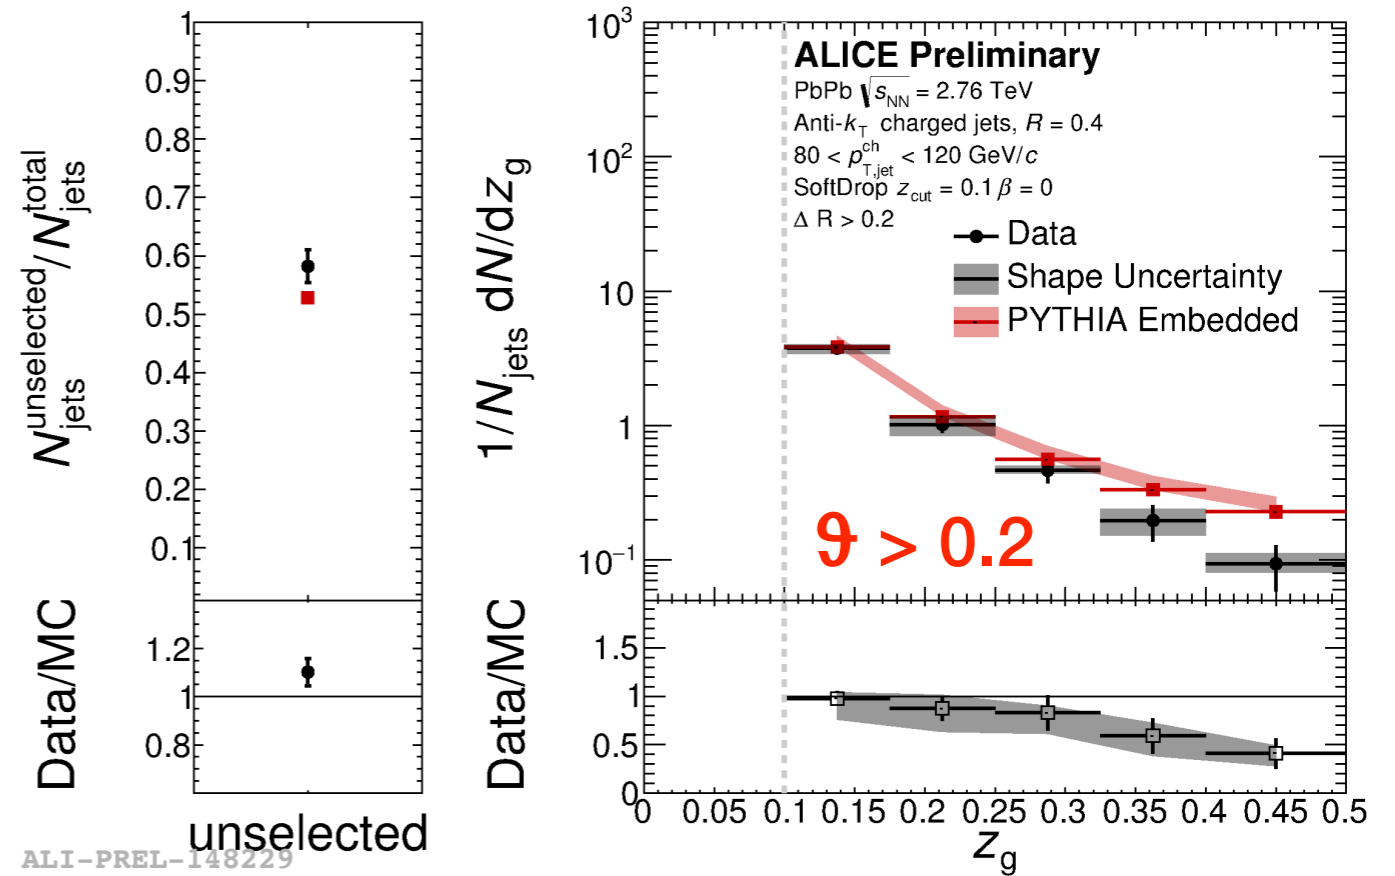 N_jets^unselected / N_jets^total
1
0.9
0.8
0.7
0.6
0.5
0.4
0.3
0.2
0.1
Data/MC
1.2
1
0.8
unselected
ALI-PREL-148229
1/N_jets dN/dz_g
10³
10²
10
1
10⁻¹
ALICE Preliminary
PbPb √s_NN = 2.76 TeV
Anti-k_T charged jets, R = 0.4
80 < p_T,jet^ch < 120 GeV/c
SoftDrop z_cut = 0.1 β = 0
Δ R > 0.2
Data
Shape Uncertainty
PYTHIA Embedded
ϑ > 0.2
Data/MC
1.5
1
0.5
0
0 0.05 0.1 0.15 0.2 0.25 0.3 0.35 0.4 0.45 0.5
z_g